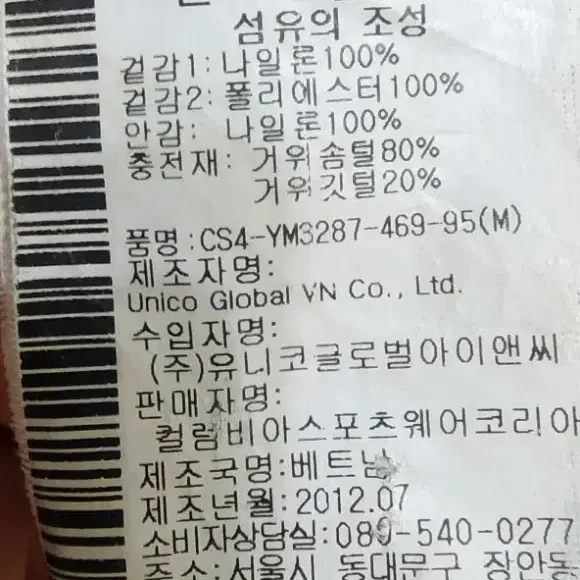 섬유의 조성
겉감1: 나일론100%
겉감2: 폴리에스터100%
안감: 나일론100%
충전재: 거위솜털80%
거위깃털20%
품명:CS4-YM3287-469-95(M)
제조자명:
Unico Global VN Co., Ltd.
수입자명:
(주)유니코글로벌아이앤씨
판매자명:
컬럼비아스포츠웨어코리아
제조국명:베트남
제조년월:2012.07
소비자상담실:080-540-0277
주소:서울시 동대문구 장안동